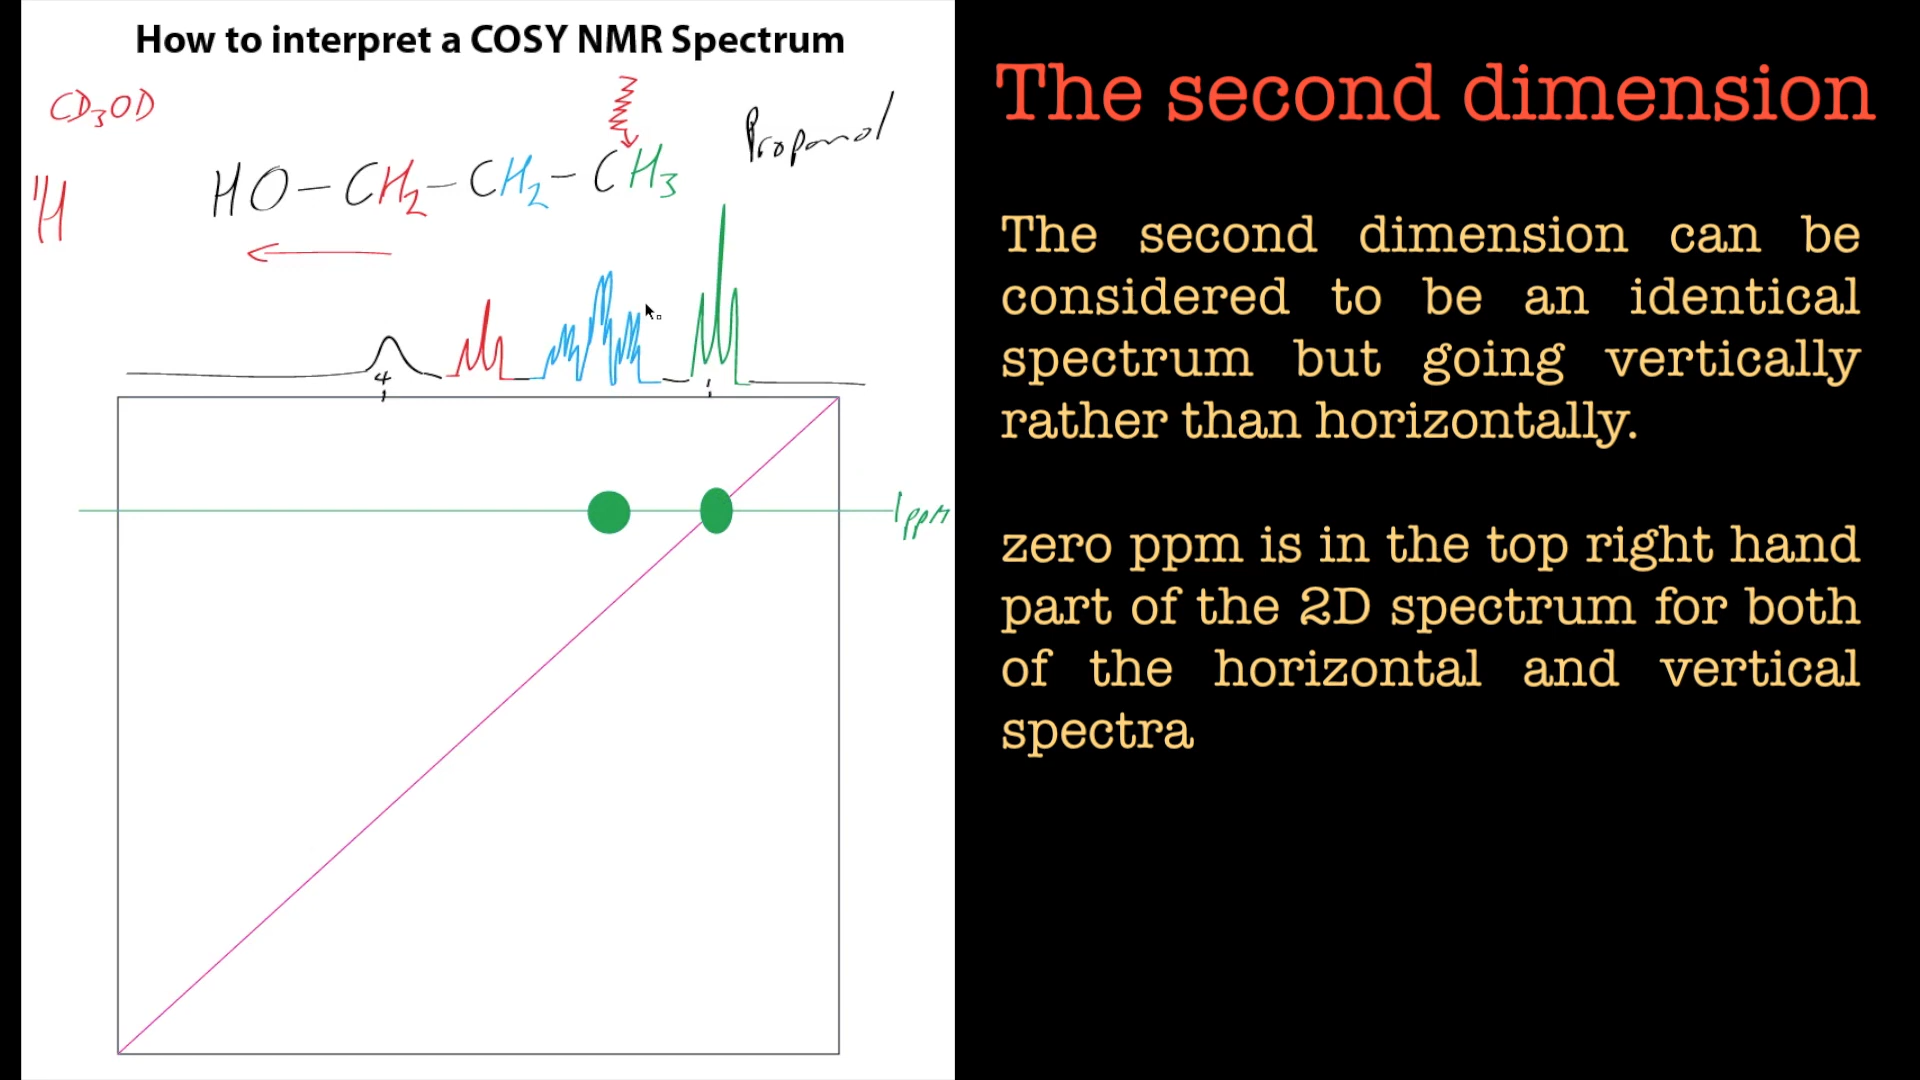 How to interpret a COSY NMR Spectrum
CD3OD
Propanol
HO-CH2-CH2-CH3
1H
4
1
1 ppm
The second dimension
The second dimension can be
considered to be an identical
spectrum but going vertically
rather than horizontally.
zero ppm is in the top right hand
part of the 2D spectrum for both
of the horizontal and vertical
spectra